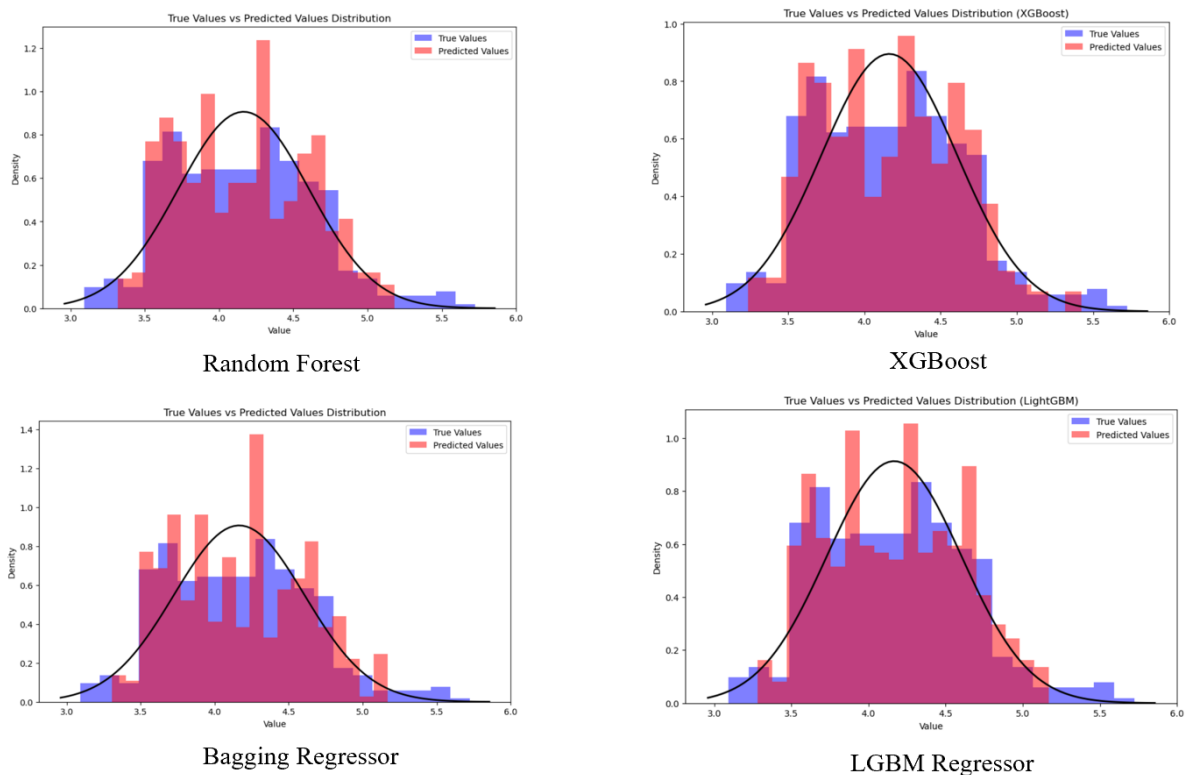 True Values vs Predicted Values Distribution
True Values
Predicted Values
Density
1.2
1.0
0.8
0.6
0.4
0.2
0.0
3.0 3.5 4.0 4.5 5.0 5.5 6.0
Value
Random Forest
True Values vs Predicted Values Distribution (XGBoost)
True Values
Predicted Values
Density
1.0
0.8
0.6
0.4
0.2
0.0
3.0 3.5 4.0 4.5 5.0 5.5 6.0
Value
XGBoost
True Values vs Predicted Values Distribution
True Values
Predicted Values
Density
1.4
1.2
1.0
0.8
0.6
0.4
0.2
0.0
3.0 3.5 4.0 4.5 5.0 5.5 6.0
Value
Bagging Regressor
True Values vs Predicted Values Distribution (LightGBM)
True Values
Predicted Values
Density
1.0
0.8
0.6
0.4
0.2
0.0
3.0 3.5 4.0 4.5 5.0 5.5 6.0
Value
LGBM Regressor